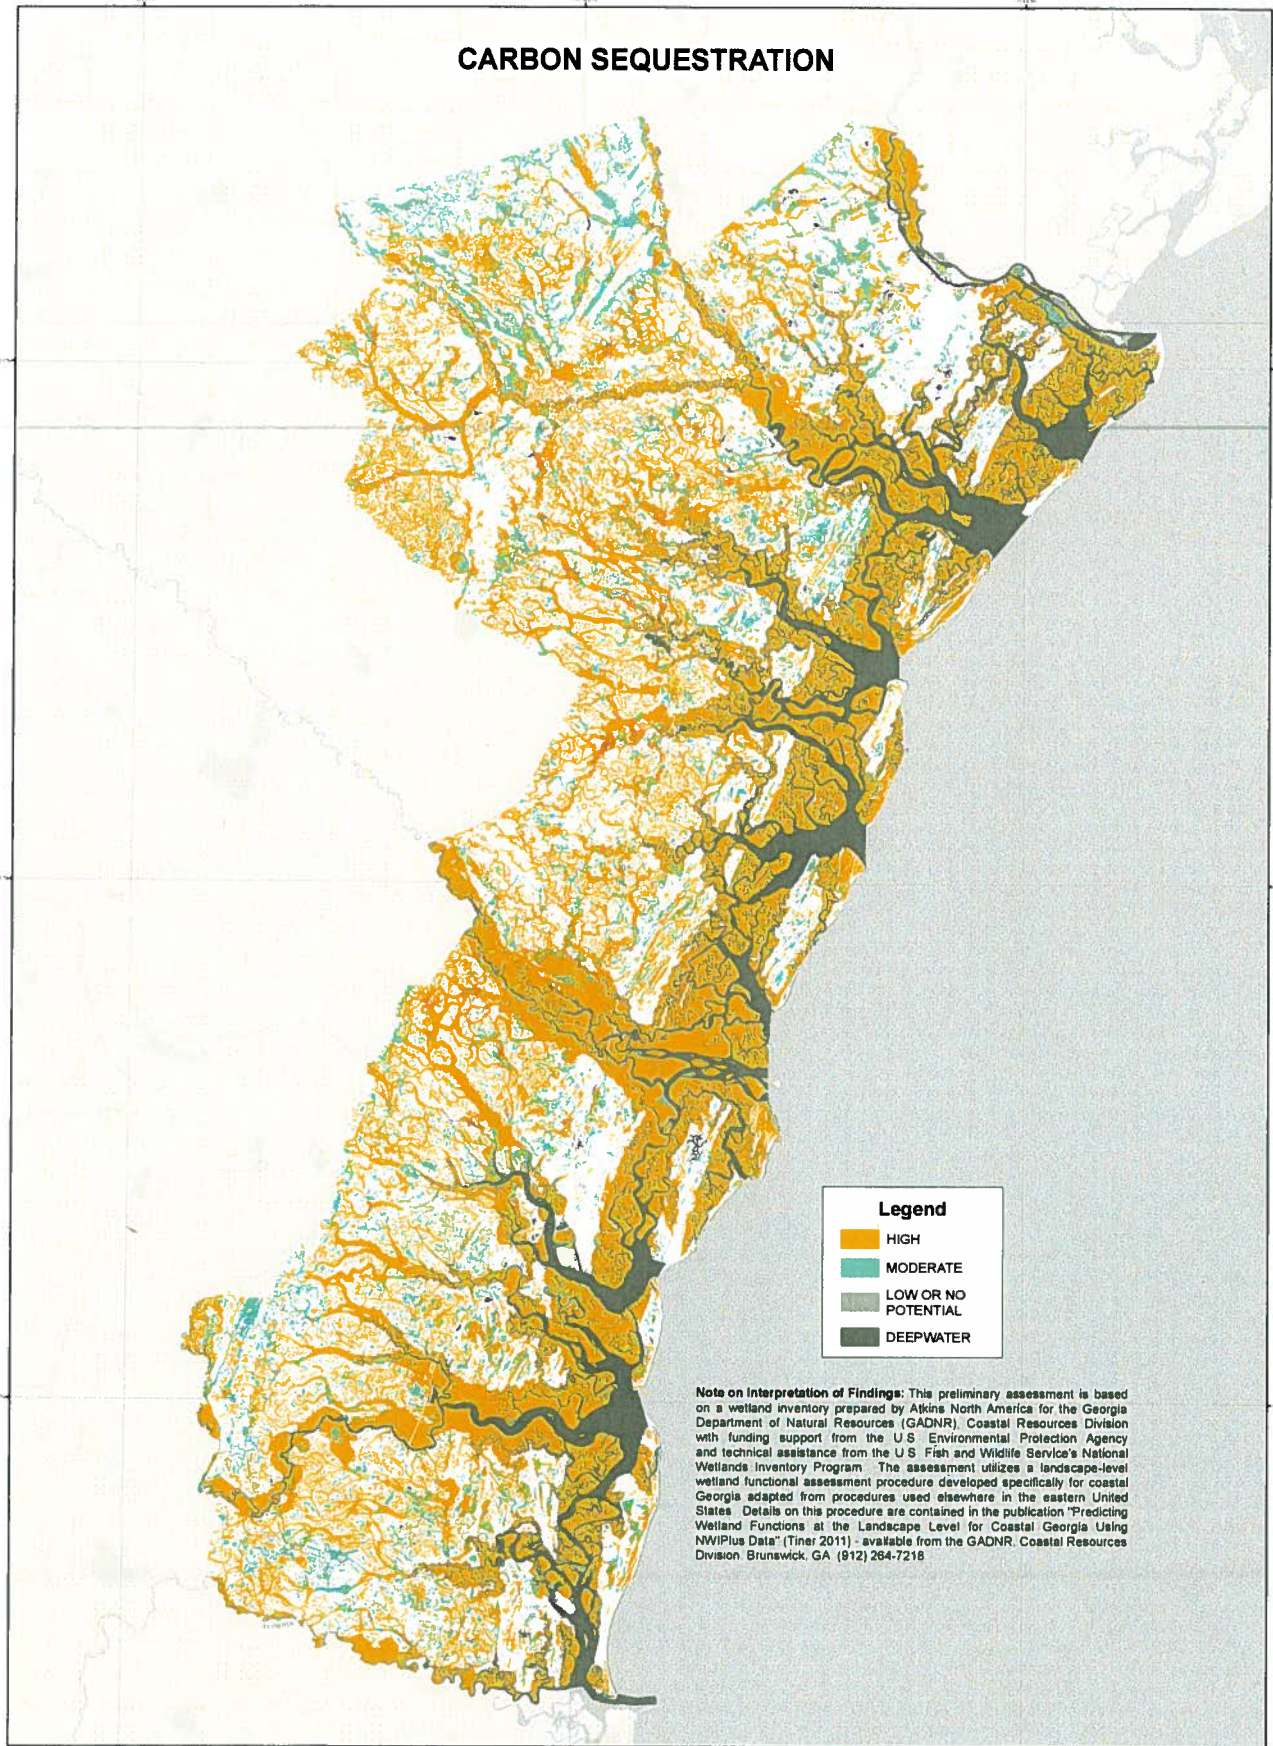 CARBON SEQUESTRATION
Legend
HIGH
MODERATE
LOW OR NO
POTENTIAL
DEEPWATER
Note on Interpretation of Findings: This preliminary assessment is based
on a wetland inventory prepared by Atkins North America for the Georgia
Department of Natural Resources (GADNR), Coastal Resources Division
with funding support from the U S Environmental Protection Agency
and technical assistance from the U S Fish and Wildlife Service's National
Wetlands Inventory Program The assessment utilizes a landscape-level
wetland functional assessment procedure developed specifically for coastal
Georgia adapted from procedures used elsewhere in the eastern United
States Details on this procedure are contained in the publication "Predicting
Wetland Functions at the Landscape Level for Coastal Georgia Using
NWIPlus Data" (Tiner 2011) - available from the GADNR, Coastal Resources
Division, Brunswick, GA (912) 264-7218